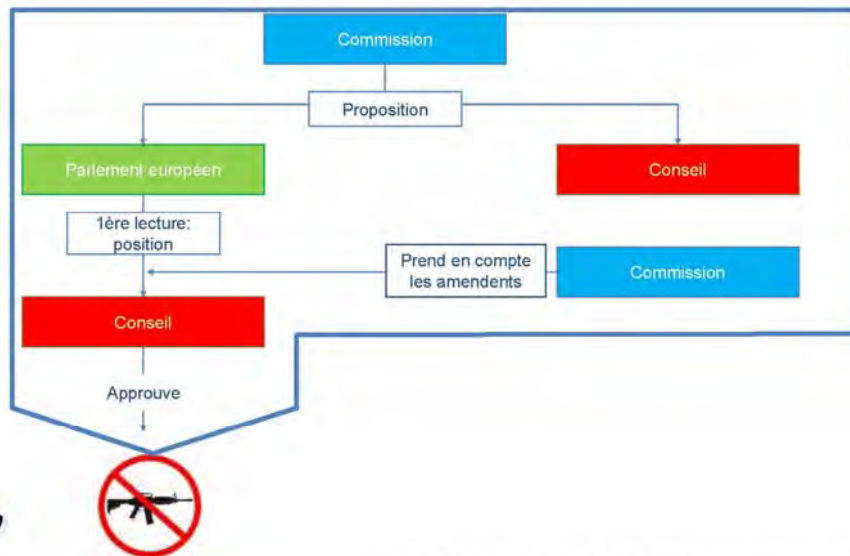 Commission
Proposition
Parlement européen
Conseil
1ère lecture:
position
Prend en compte
les amendents
Commission
Conseil
Approuve